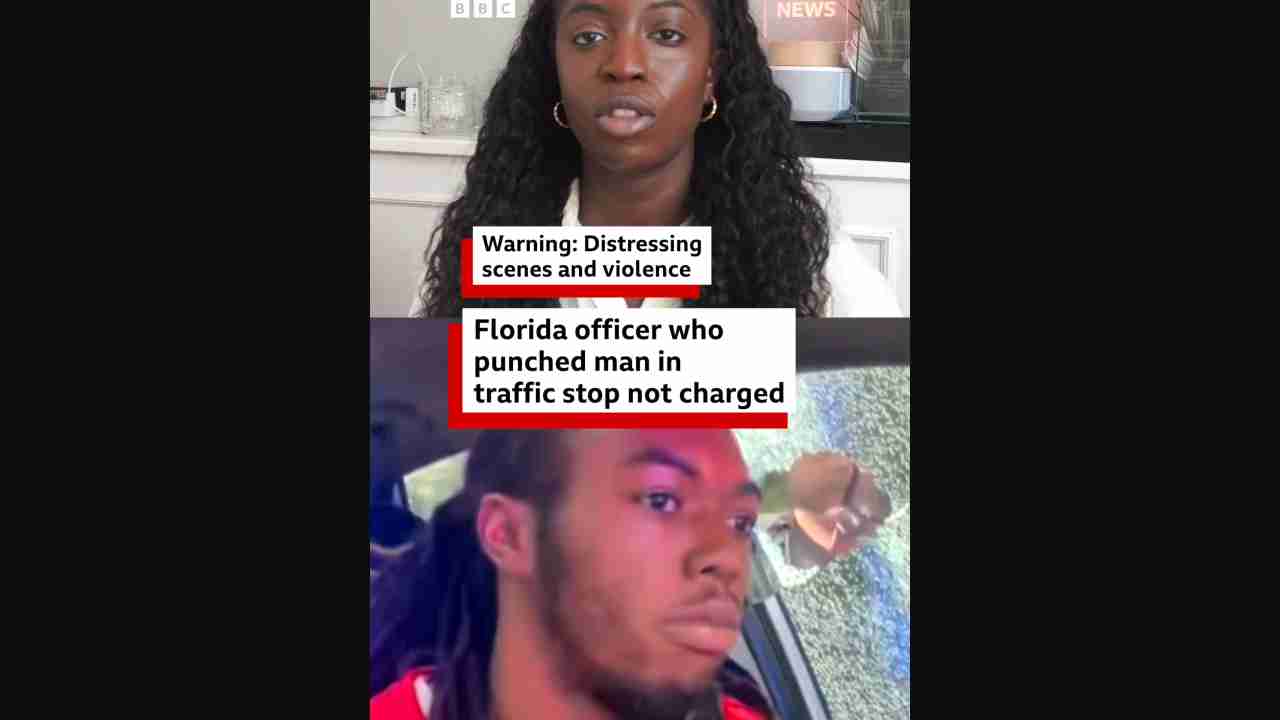 BBC
NEWS
Warning: Distressing
scenes and violence
Florida officer who
punched man in
traffic stop not charged